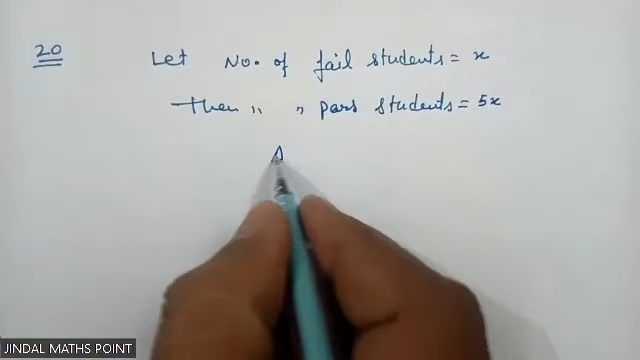 20
Let No. of fail students = x
Then " " pass students = 5x
A
JINDAL MATHS POINT